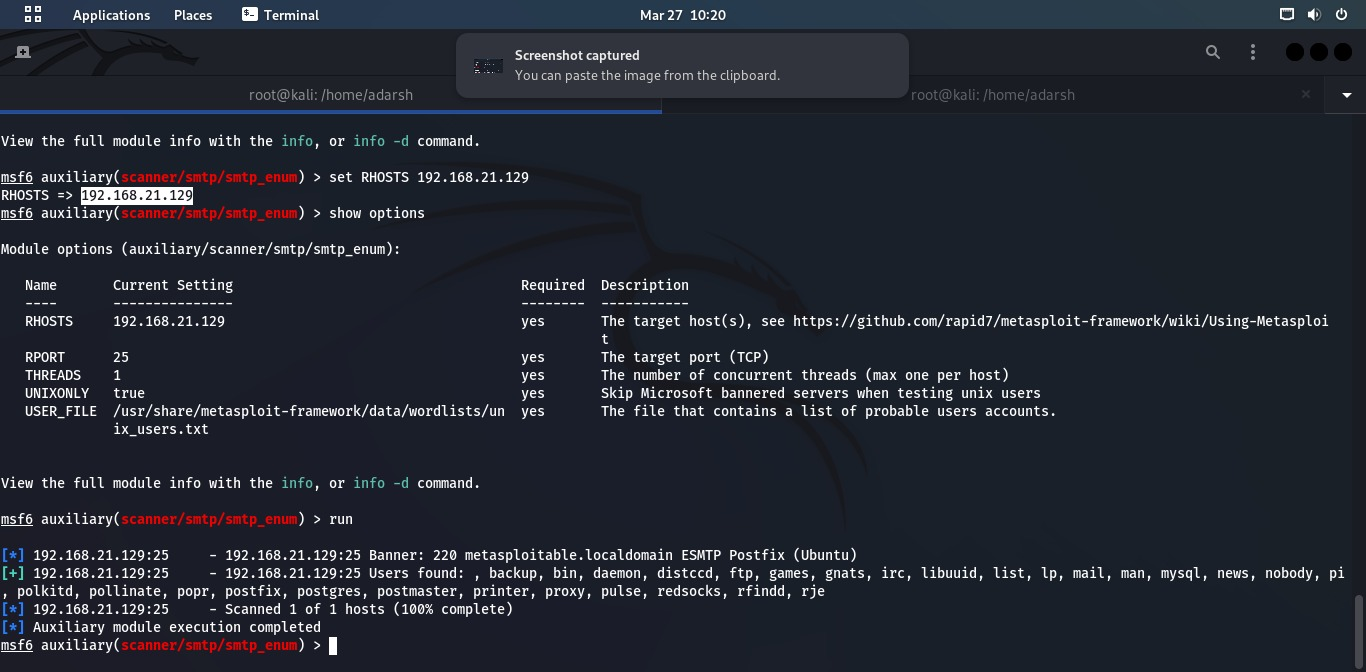 Applications Places Terminal Mar 27 10:20
Screenshot captured
You can paste the image from the clipboard.
root@kali: /home/adarsh root@kali: /home/adarsh
View the full module info with the info, or info -d command.
msf6 auxiliary(scanner/smtp/smtp_enum) > set RHOSTS 192.168.21.129
RHOSTS => 192.168.21.129
msf6 auxiliary(scanner/smtp/smtp_enum) > show options
Module options (auxiliary/scanner/smtp/smtp_enum):
Name Current Setting Required Description
---- --------------- -------- -----------
RHOSTS 192.168.21.129 yes The target host(s), see https://github.com/rapid7/metasploit-framework/wiki/Using-Metasploi
t
RPORT 25 yes The target port (TCP)
THREADS 1 yes The number of concurrent threads (max one per host)
UNIXONLY true yes Skip Microsoft bannered servers when testing unix users
USER_FILE /usr/share/metasploit-framework/data/wordlists/un yes The file that contains a list of probable users accounts.
ix_users.txt
View the full module info with the info, or info -d command.
msf6 auxiliary(scanner/smtp/smtp_enum) > run
[*] 192.168.21.129:25 - 192.168.21.129:25 Banner: 220 metasploitable.localdomain ESMTP Postfix (Ubuntu)
[+] 192.168.21.129:25 - 192.168.21.129:25 Users found: , backup, bin, daemon, distccd, ftp, games, gnats, irc, libuuid, list, lp, mail, man, mysql, news, nobody, pi
, polkitd, pollinate, popr, postfix, postgres, postmaster, printer, proxy, pulse, redsocks, rfindd, rje
[*] 192.168.21.129:25 - Scanned 1 of 1 hosts (100% complete)
[*] Auxiliary module execution completed
msf6 auxiliary(scanner/smtp/smtp_enum) >